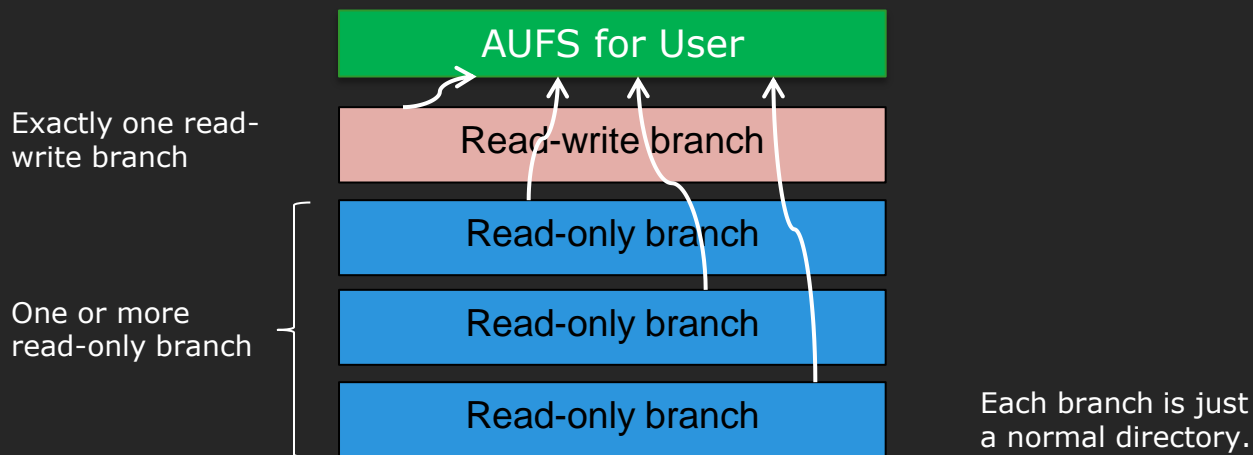 AUFS for User
Exactly one read-
write branch
Read-write branch
Read-only branch
One or more
read-only branch
Read-only branch
Read-only branch
Each branch is just
a normal directory.